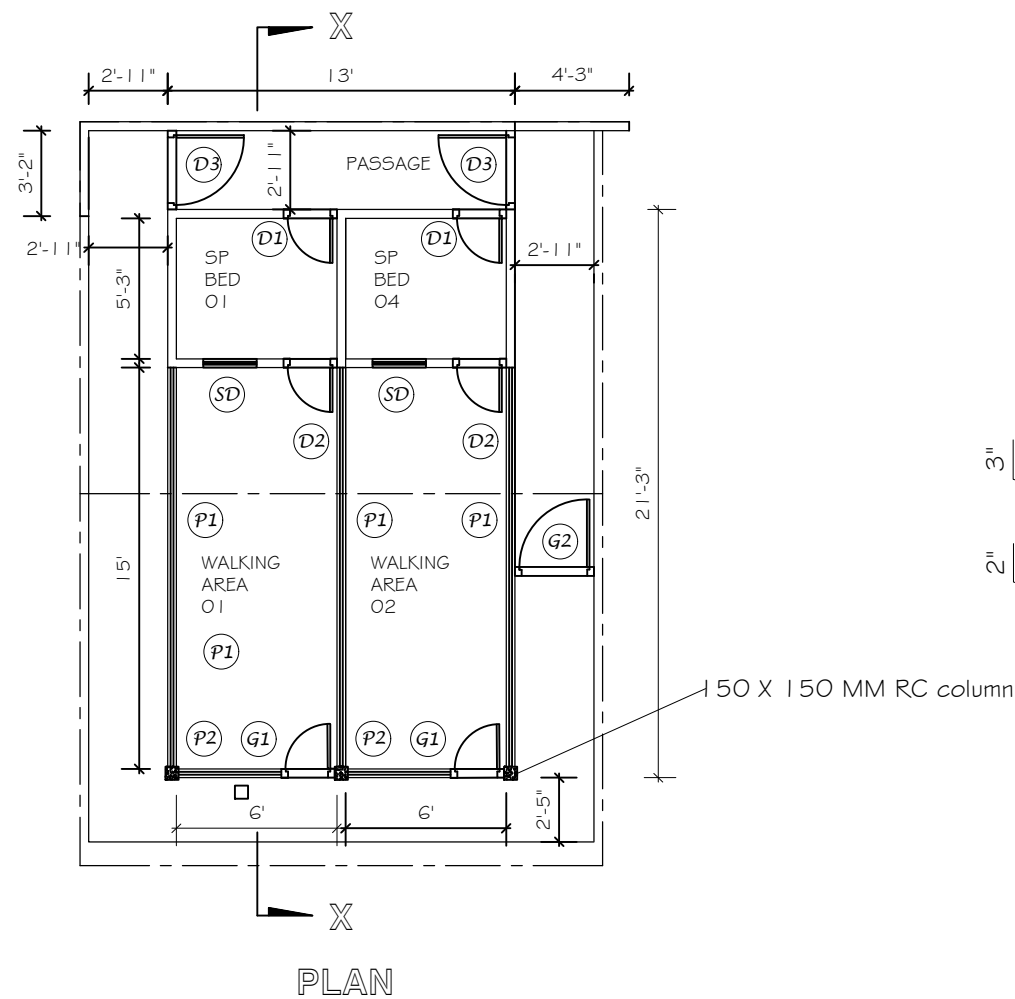 X
2'-11"
13'
4'-3"
3'-2"
D3
2'-11"
PASSAGE
D3
2'-11"
D1
D1
2'-11"
SP
BED
01
SP
BED
04
5'-3"
SD
SD
D2
D2
3"
21'-3"
P1
P1
P1
G2
2"
15'
WALKING
AREA
01
WALKING
AREA
02
P1
150 X 150 MM RC column
P2
G1
P2
G1
6'
6'
2'-5"
X
PLAN